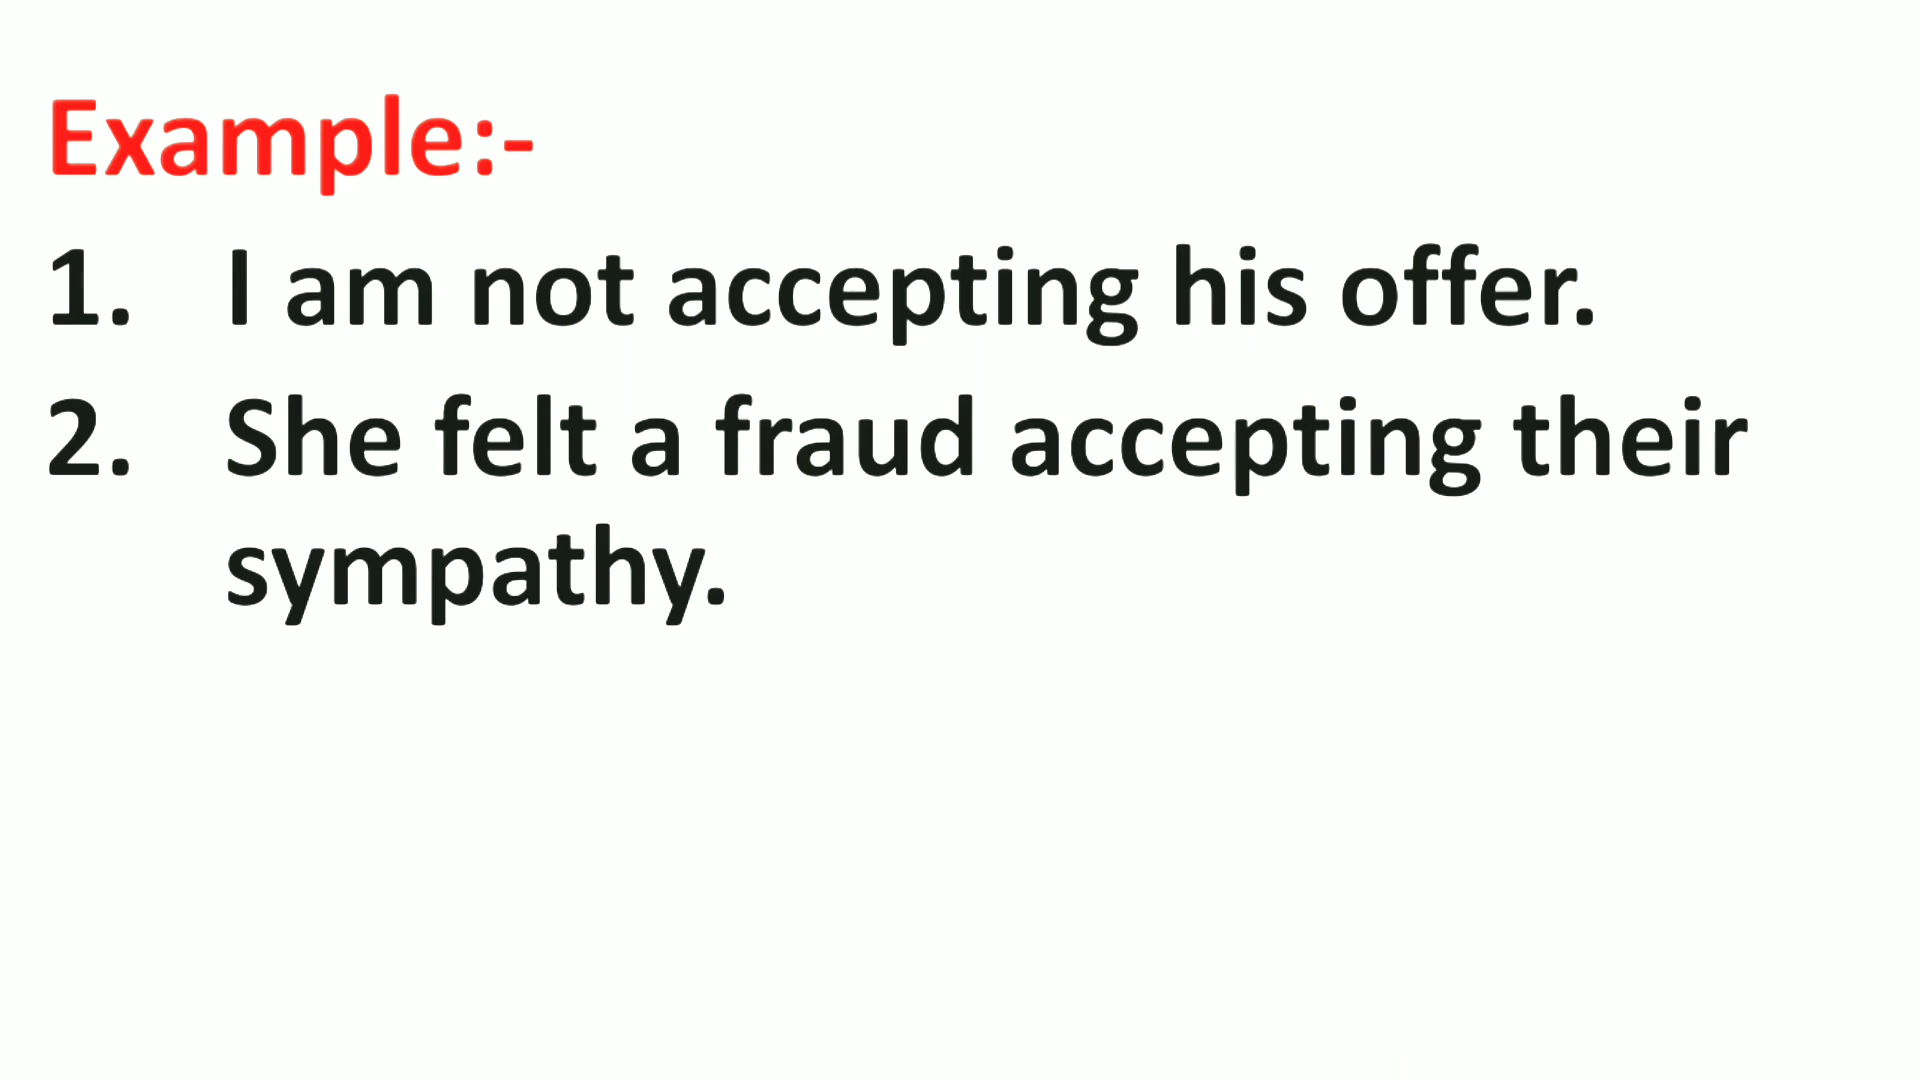 Example:-
1. I am not accepting his offer.
2. She felt a fraud accepting their
sympathy.